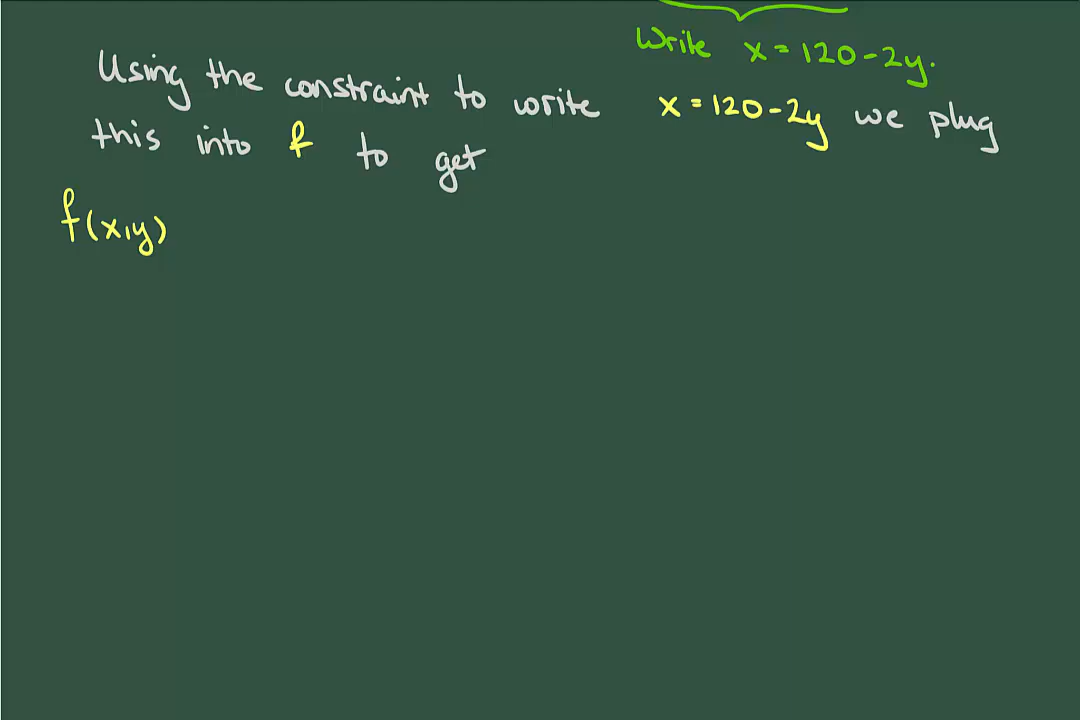 Write x = 120 - 2y.
Using the constraint to write x = 120 - 2y we plug
this into f to get
f(x,y)